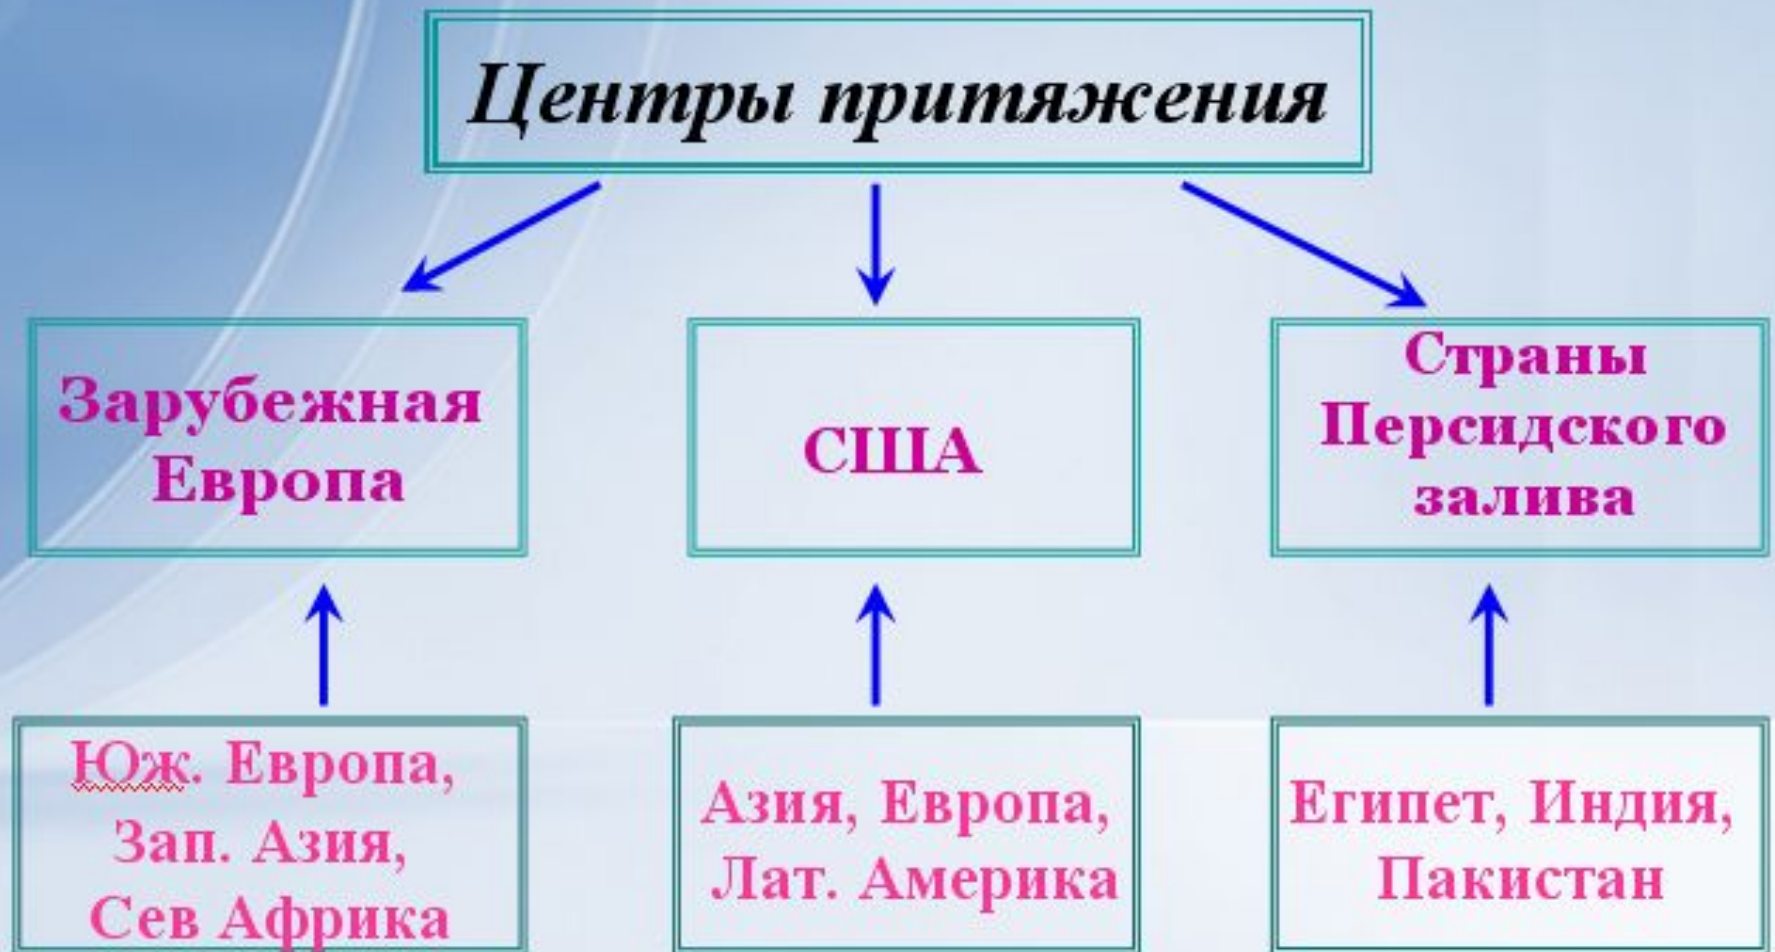 Центры притяжения
Зарубежная
Европа
США
Страны
Персидского
залива
Юж. Европа,
Зап. Азия,
Сев Африка
Азия, Европа,
Лат. Америка
Египет, Индия,
Пакистан